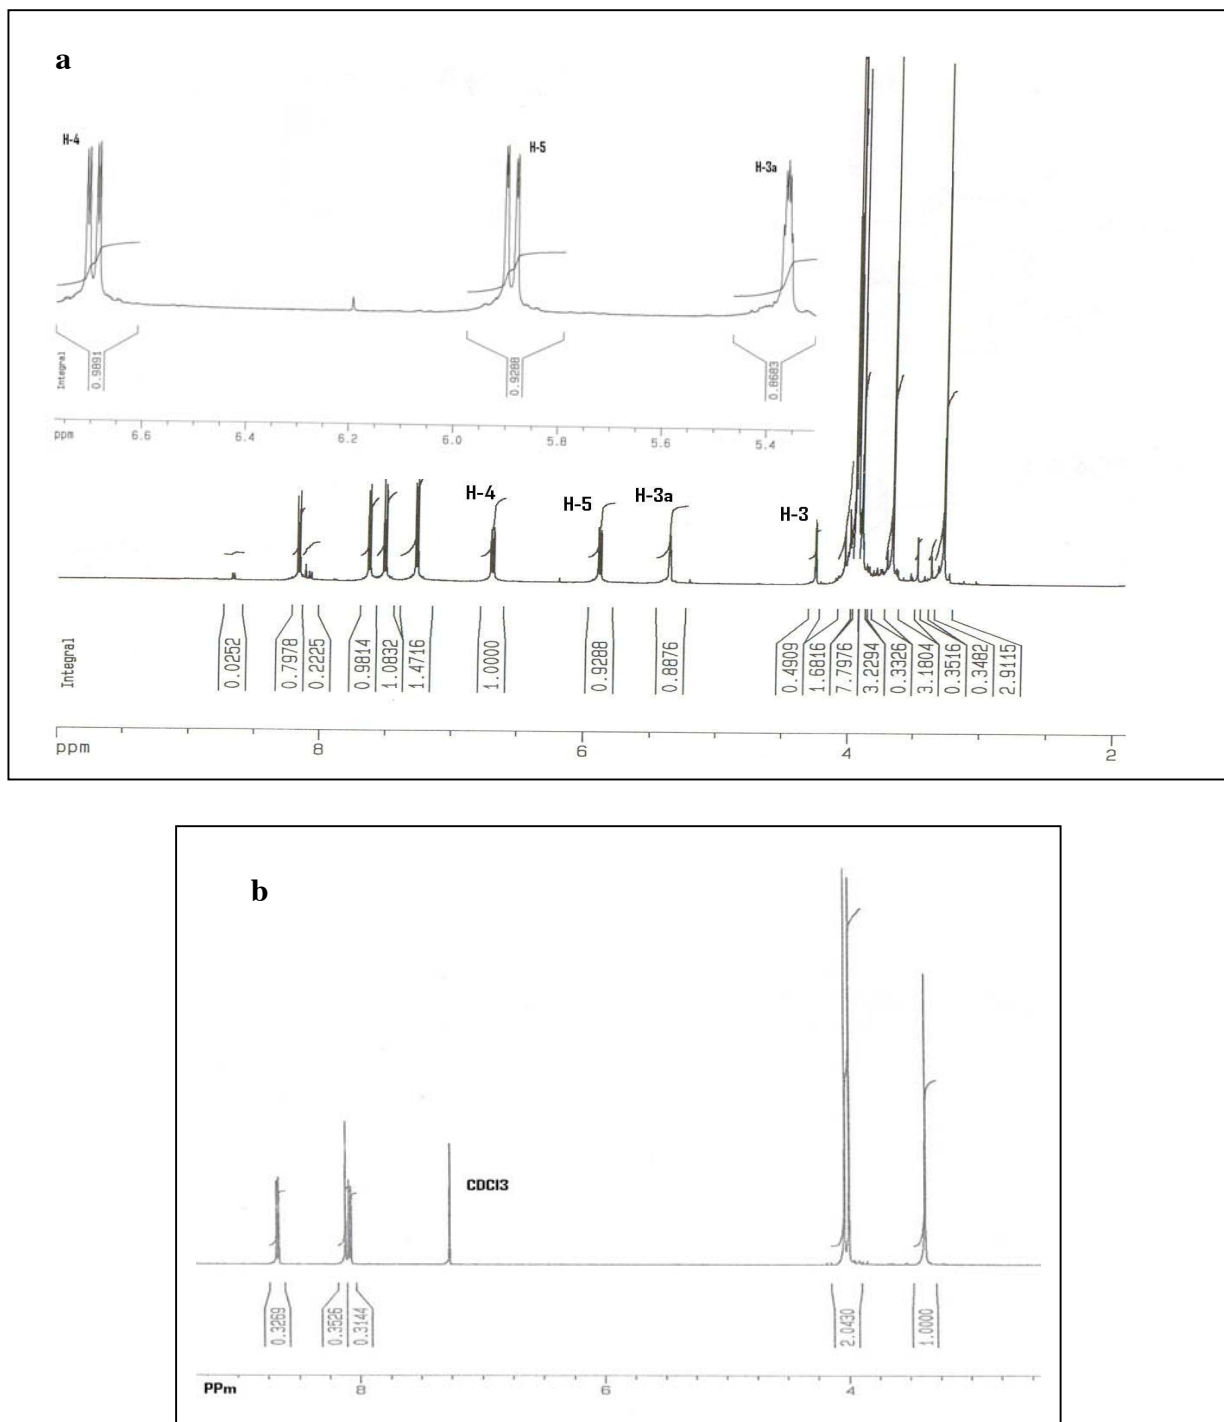 a
H-4
H-5
H-3a
Integral
0.9891
0.9288
0.8683
ppm 6.6 6.4 6.2 6.0 5.8 5.6 5.4
H-4
H-5
H-3a
H-3
Integral
0.0252
0.7978
0.2225
0.9814
1.0832
1.4716
1.0000
0.9288
0.8876
0.4909
1.6816
7.7976
3.2294
0.3326
3.1804
0.3516
0.3482
2.9115
ppm 8 6 4 2
b
CDCl3
0.3269
0.3526
0.3144
2.0430
1.0000
PPm 8 6 4